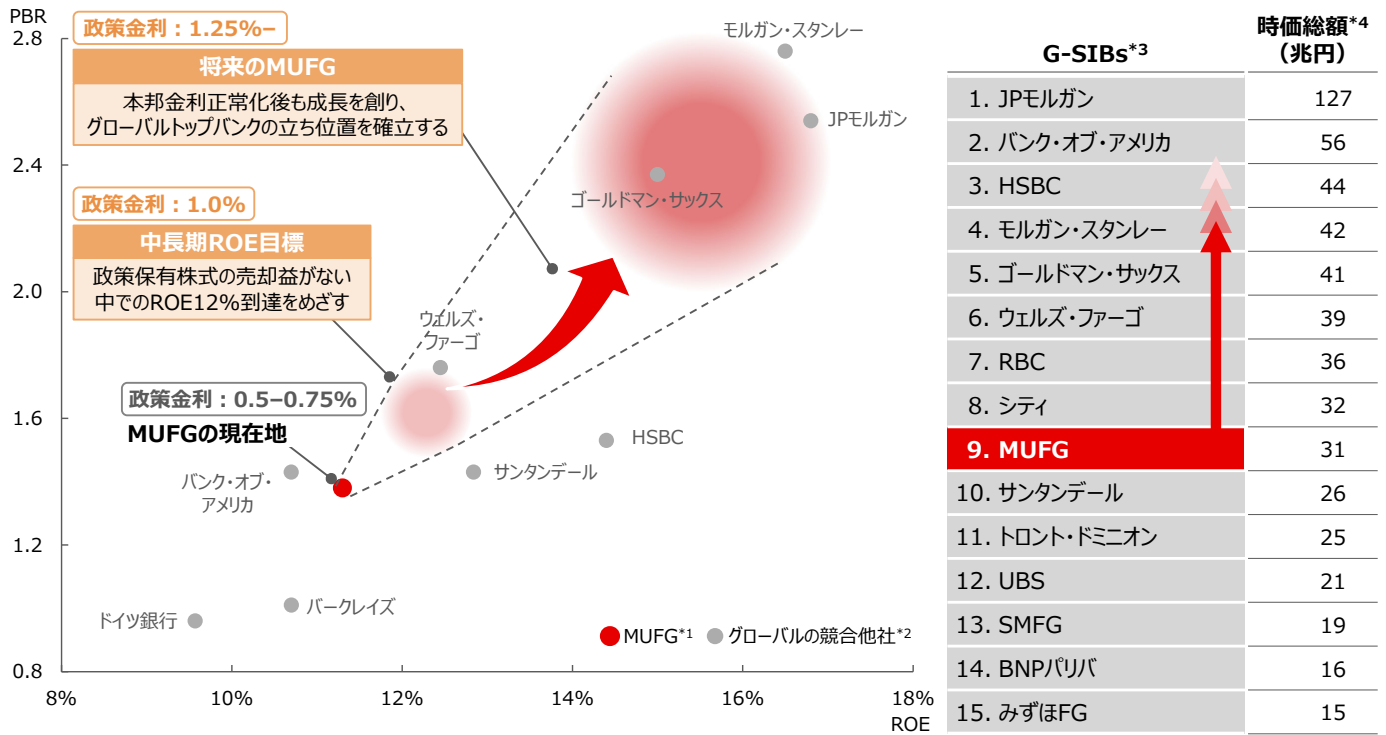 PBR
2.8
2.4
2.0
1.6
1.2
0.8
8%
10%
12%
14%
16%
18%
ROE
政策金利：1.25%–
将来のMUFG
本邦金利正常化後も成長を創り、
グローバルトップバンクの立ち位置を確立する
政策金利：1.0%
中長期ROE目標
政策保有株式の売却益がない
中でのROE12%到達をめざす
政策金利：0.5–0.75%
MUFGの現在地
モルガン・スタンレー
JPモルガン
ゴールドマン・サックス
ウェルズ・
ファーゴ
HSBC
サンタンデール
バンク・オブ・
アメリカ
バークレイズ
ドイツ銀行
MUFG*1
グローバルの競合他社*2
G-SIBs*3
時価総額*4
（兆円）
1. JPモルガン 127
2. バンク・オブ・アメリカ 56
3. HSBC 44
4. モルガン・スタンレー 42
5. ゴールドマン・サックス 41
6. ウェルズ・ファーゴ 39
7. RBC 36
8. シティ 32
9. MUFG 31
10. サンタンデール 26
11. トロント・ドミニオン 25
12. UBS 21
13. SMFG 19
14. BNPパリバ 16
15. みずほFG 15